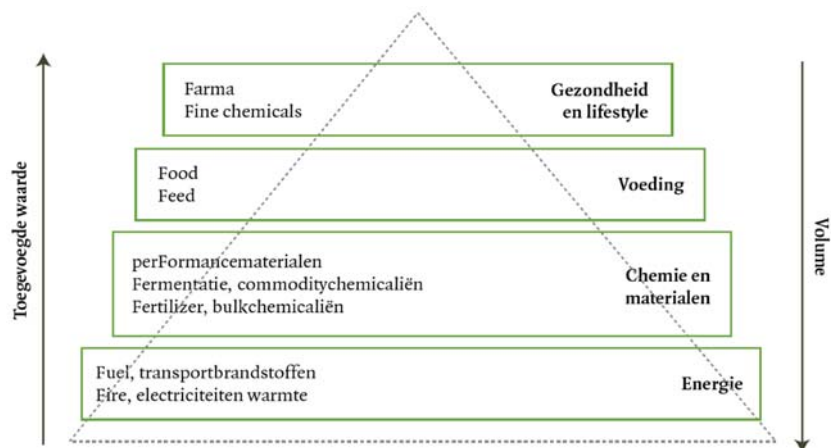 Toegevoegde waarde
Farma
Fine chemicals
Gezondheid
en lifestyle
Food
Feed
Voeding
perFormancematerialen
Fermentatie, commoditychemicaliën
Fertilizer, bulkchemicaliën
Chemie en
materialen
Fuel, transportbrandstoffen
Fire, electriciteiten warmte
Energie
Volume